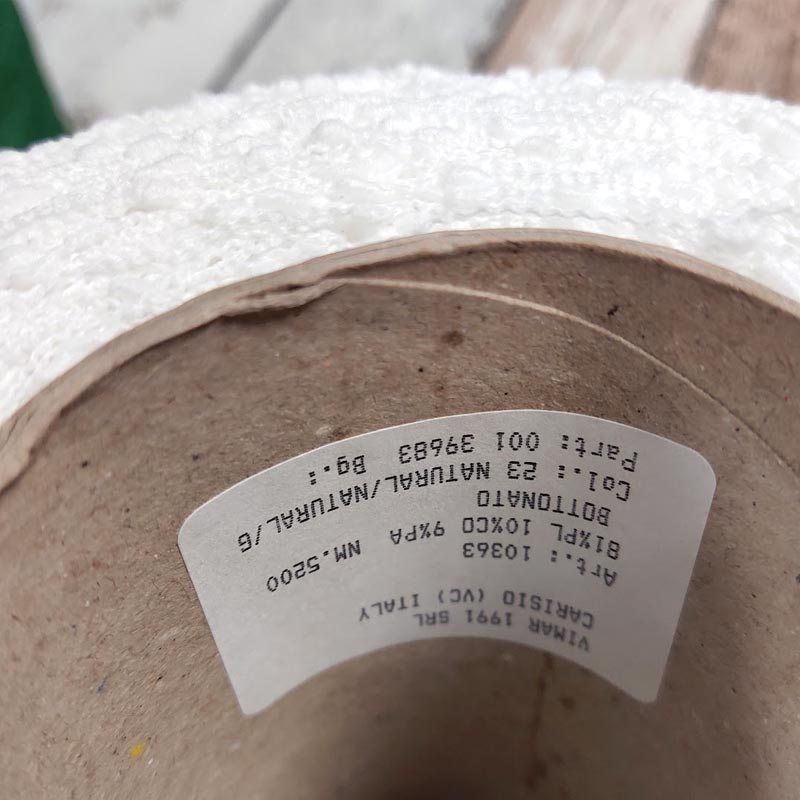 VIMAR 1991 SRL
CARISIO (VC) ITALY
Art.: 10363 NM.5200
81%PL 10%CO 9%PA
BOTTONATO
Col.: 23 NATURAL/NATURAL/G
Part: 001 39683 Bg.: